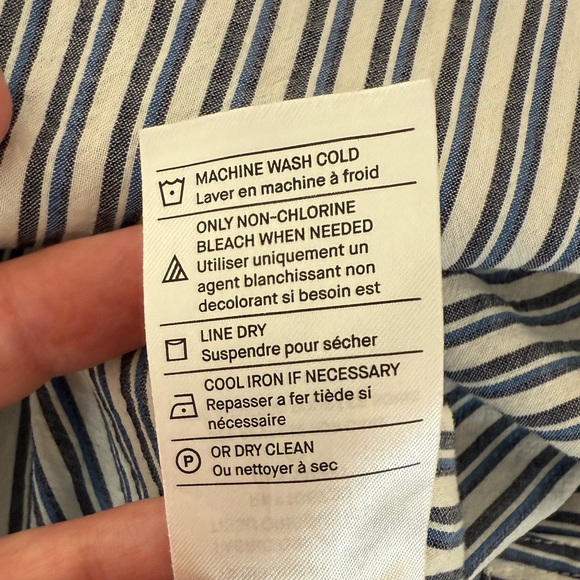 MACHINE WASH COLD
Laver en machine à froid
ONLY NON-CHLORINE
BLEACH WHEN NEEDED
Utiliser uniquement un
agent blanchissant non
decolorant si besoin est
LINE DRY
Suspendre pour sécher
COOL IRON IF NECESSARY
Repasser a fer tiède si
nécessaire
P
OR DRY CLEAN
Ou nettoyer à sec